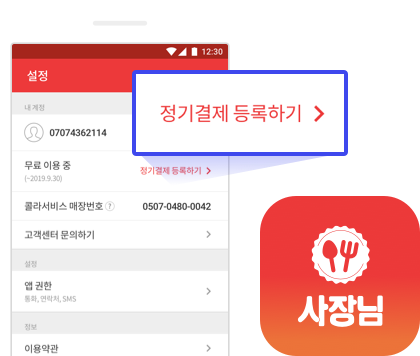 12:30
설정
정기결제 등록하기
내 계정
07074362114
무료 이용 중
(~2019.9.30)
정기결제 등록하기
콜라서비스 매장번호 ?
0507-0480-0042
고객센터 문의하기
설정
앱 권한
통화, 연락처, SMS
정보
이용약관
사장님